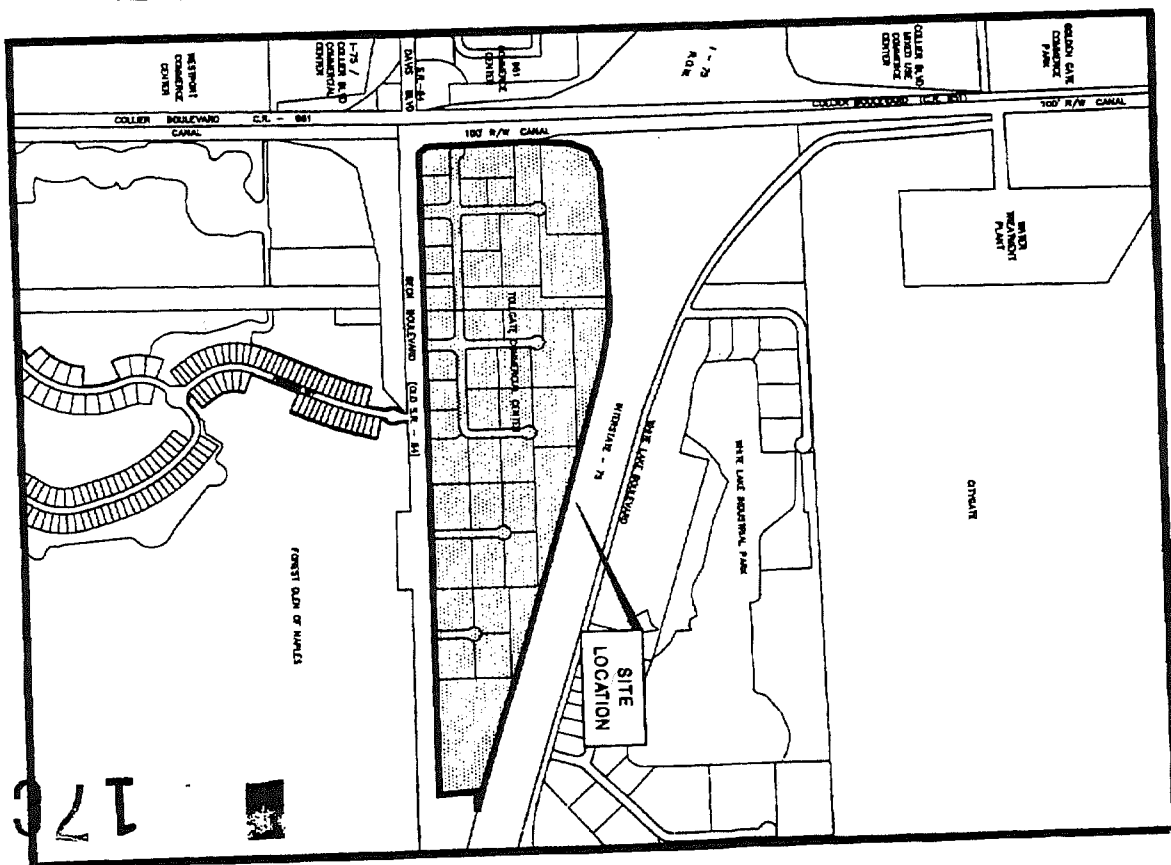 WESTPORT
COMMERCE
CENTER
I-75 /
COLLIER BLVD
COMMERCIAL
CENTER
S.R.-84
DAVIS BLVD
951
COMMERCE
CENTER
I - 75
R.O.W.
COLLIER BLVD
MIXED USE
COMMERCE
CENTER
GOLDEN GATE
COMMERCE
PARK
COLLIER BOULEVARD C.R. - 951
CANAL
100' R/W CANAL
COLLIER BOULEVARD (C.R. 951)
100' R/W CANAL
WATER
TREATMENT
PLANT
BECK BOULEVARD (OLD S.R. - 84)
TOLLGATE COMMERCIAL CENTER
INTERSTATE - 75
WHITE LAKE BOULEVARD
WHITE LAKE INDUSTRIAL PARK
CITYGATE
FOREST GLEN OF NAPLES
SITE
LOCATION
17C